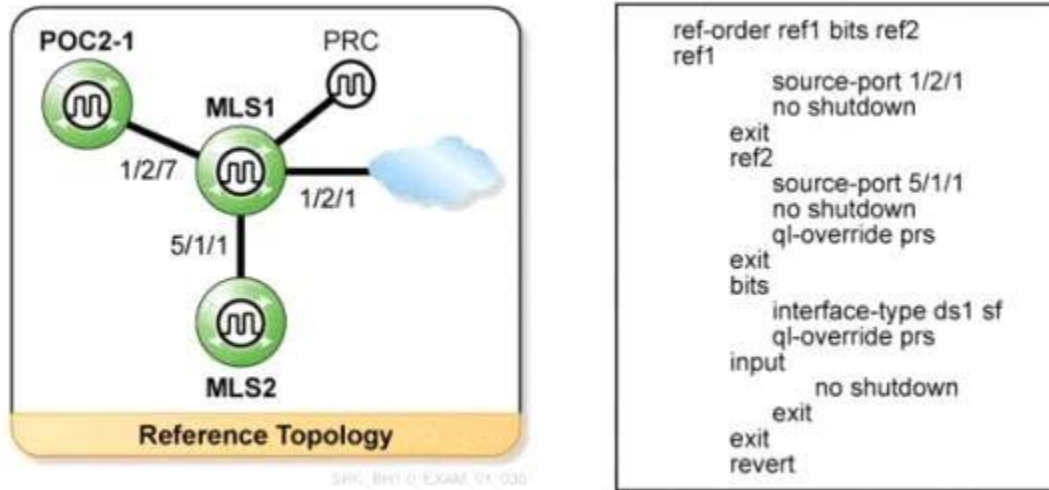 POC2-1
PRC
MLS1
1/2/7
1/2/1
5/1/1
MLS2
Reference Topology
ref-order ref1 bits ref2
ref1
source-port 1/2/1
no shutdown
exit
ref2
source-port 5/1/1
no shutdown
ql-override prs
exit
bits
interface-type ds1 sf
ql-override prs
input
no shutdown
exit
exit
revert